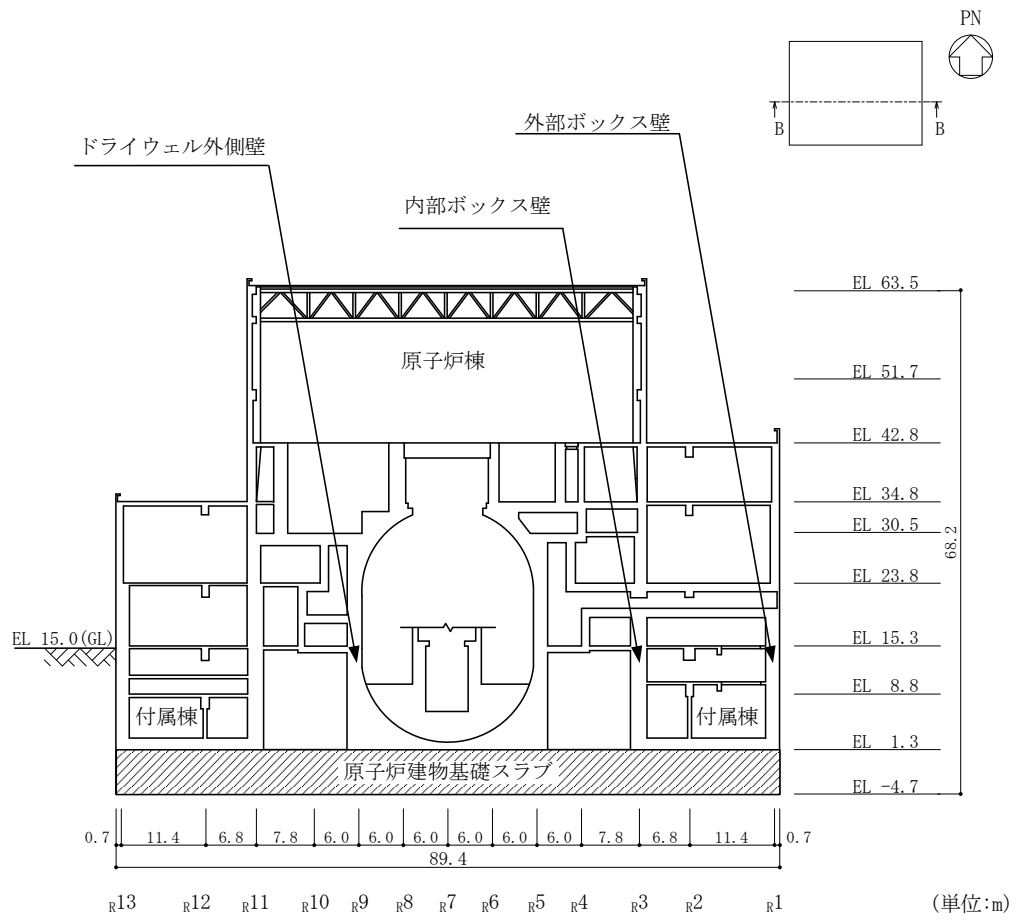 PN
B B
外部ボックス壁
ドライウェル外側壁
内部ボックス壁
EL 63.5
原子炉棟
EL 51.7
EL 42.8
EL 34.8
EL 30.5
68.2
EL 23.8
EL 15.0(GL)
EL 15.3
EL 8.8
付属棟 付属棟
EL 1.3
原子炉建物基礎スラブ
EL -4.7
0.7 11.4 6.8 7.8 6.0 6.0 6.0 6.0 6.0 6.0 7.8 6.8 11.4 0.7
89.4
R13 R12 R11 R10 R9 R8 R7 R6 R5 R4 R3 R2 R1
(単位:m)